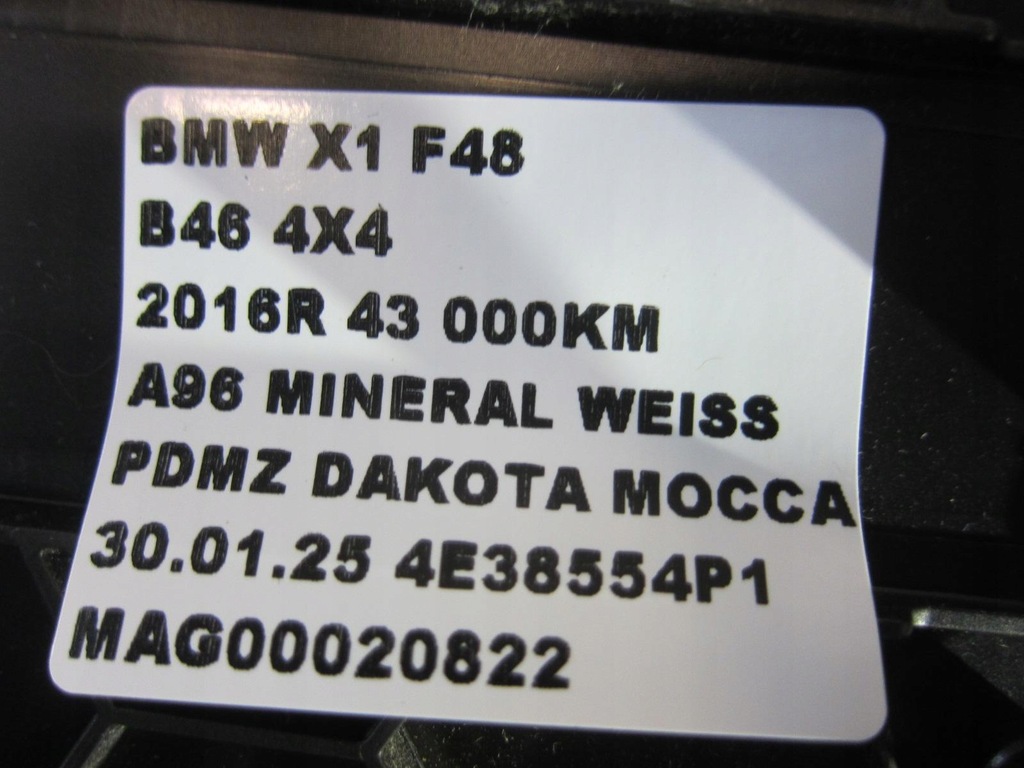 BMW X1 F48
B46 4X4
2016R 43 000KM
A96 MINERAL WEISS
PDMZ DAKOTA MOCCA
30.01.25 4E38554P1
MAG00020822